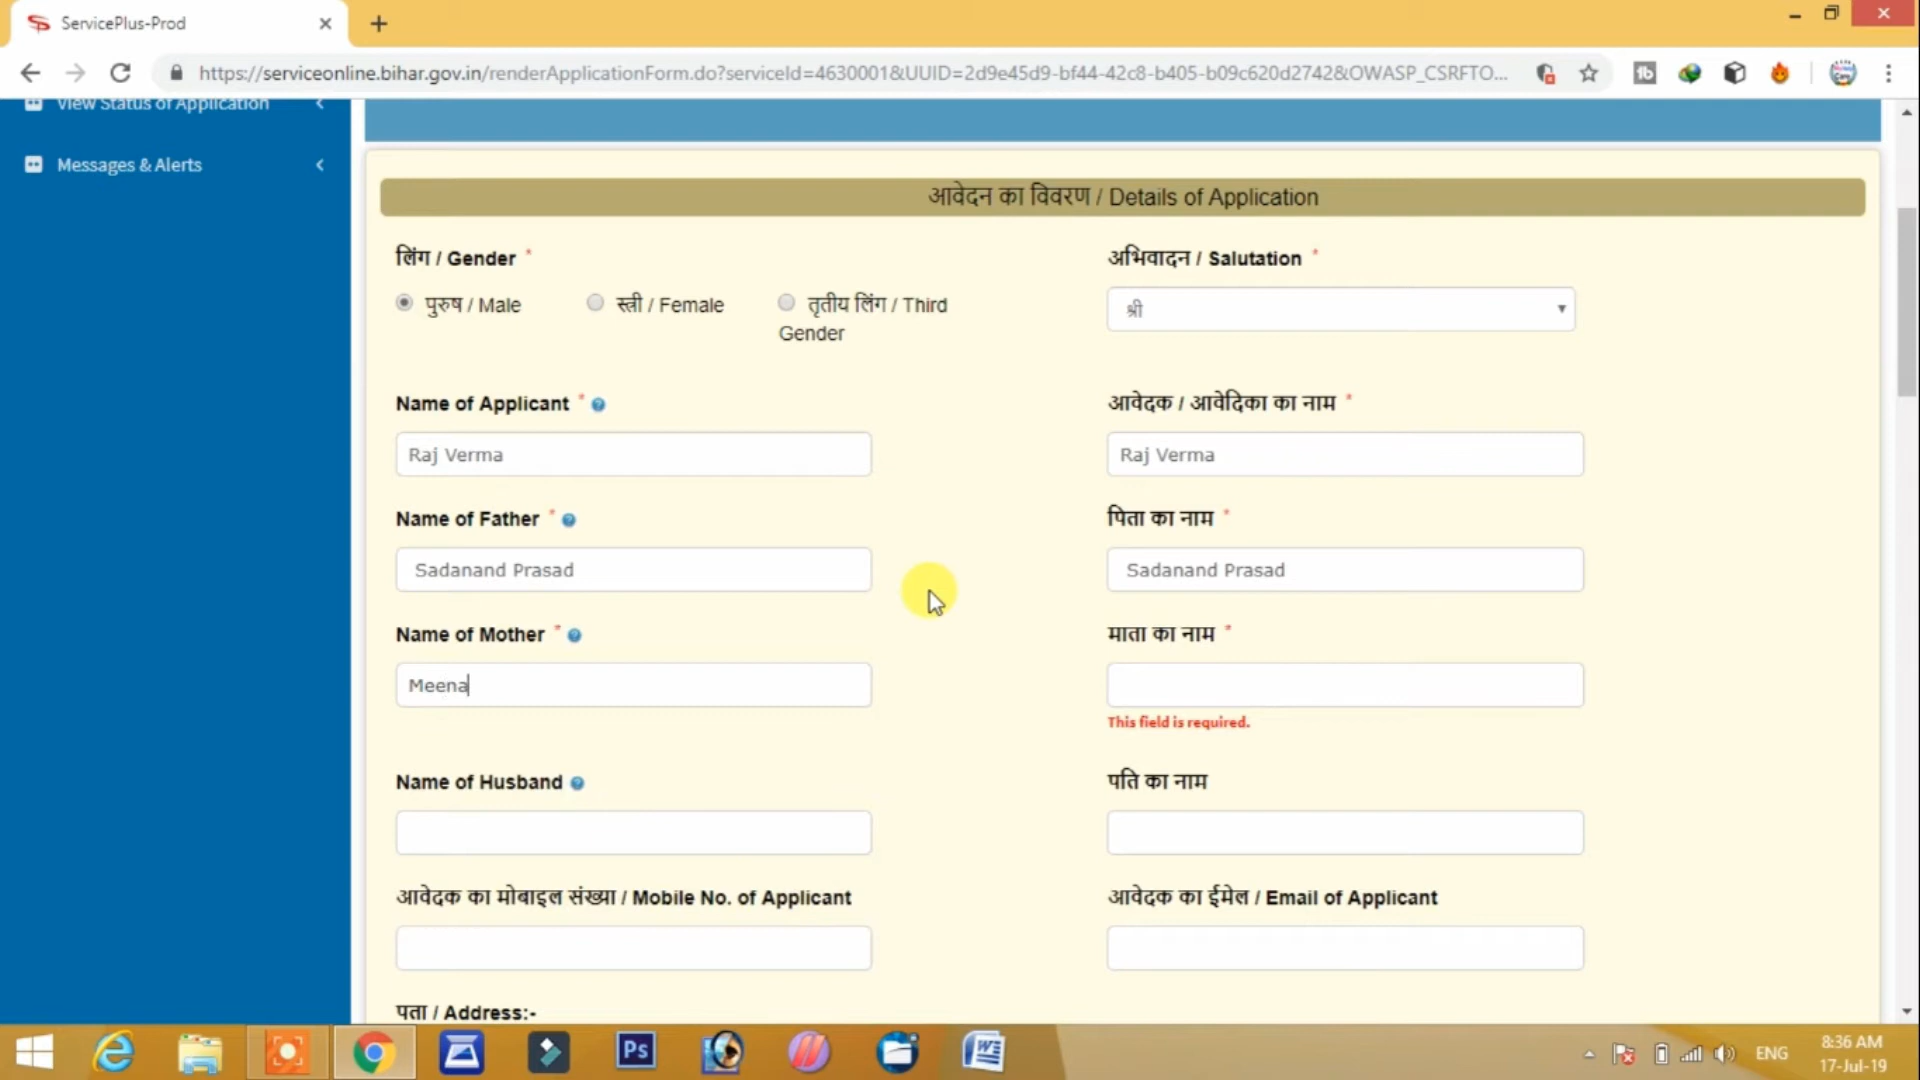 ServicePlus-Prod
https://serviceonline.bihar.gov.in/renderApplicationForm.do?serviceId=4630001&UUID=2d9e45d9-bf44-42c8-b405-b09c620d2742&OWASP_CSRFTO...
View Status of Application
Messages & Alerts
आवेदन का विवरण / Details of Application
लिंग / Gender *
अभिवादन / Salutation *
पुरुष / Male
स्त्री / Female
तृतीय लिंग / Third
Gender
श्री
Name of Applicant *
आवेदक / आवेदिका का नाम *
Raj Verma
Raj Verma
Name of Father *
पिता का नाम *
Sadanand Prasad
Sadanand Prasad
Name of Mother *
माता का नाम *
Meena
This field is required.
Name of Husband
पति का नाम
आवेदक का मोबाइल संख्या / Mobile No. of Applicant
आवेदक का ईमेल / Email of Applicant
पता / Address:-
Ps
ENG
8:36 AM
17-Jul-19